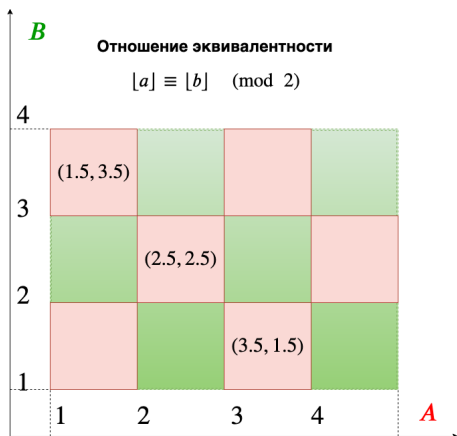 B
Отношение эквивалентности
⌊a⌋ ≡ ⌊b⌋ (mod 2)
4
(1.5, 3.5)
3
(2.5, 2.5)
2
(3.5, 1.5)
1
1 2 3 4 A